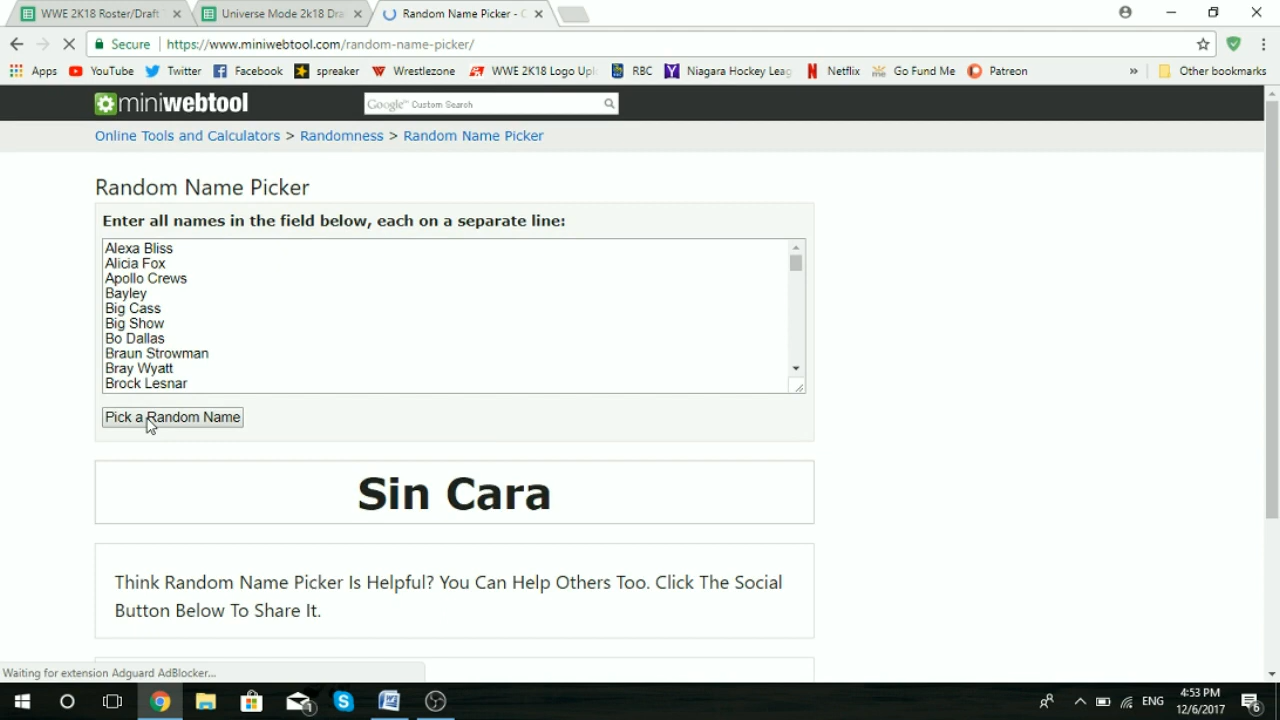 WWE 2K18 Roster/Draft
Universe Mode 2k18 Dra
Random Name Picker - C
Secure
https://www.miniwebtool.com/random-name-picker/
Apps YouTube Twitter Facebook spreaker Wrestlezone WWE 2K18 Logo Upl RBC Niagara Hockey Leag Netflix Go Fund Me Patreon » Other bookmarks
miniwebtool
Google™ Custom Search
Online Tools and Calculators > Randomness > Random Name Picker
Random Name Picker
Enter all names in the field below, each on a separate line:
Alexa Bliss
Alicia Fox
Apollo Crews
Bayley
Big Cass
Big Show
Bo Dallas
Braun Strowman
Bray Wyatt
Brock Lesnar
Pick a Random Name
Sin Cara
Think Random Name Picker Is Helpful? You Can Help Others Too. Click The Social
Button Below To Share It.
Waiting for extension Adguard AdBlocker...
ENG
4:53 PM
12/6/2017
1
6